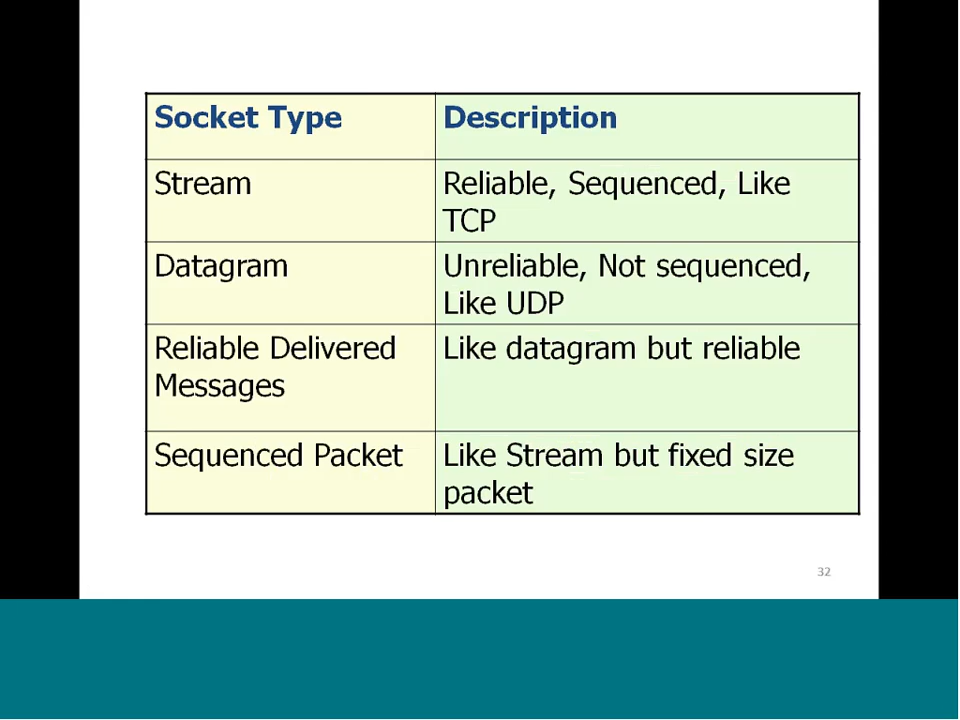 Socket Type
Description
Stream
Reliable, Sequenced, Like
TCP
Datagram
Unreliable, Not sequenced,
Like UDP
Reliable Delivered
Messages
Like datagram but reliable
Sequenced Packet
Like Stream but fixed size
packet
32